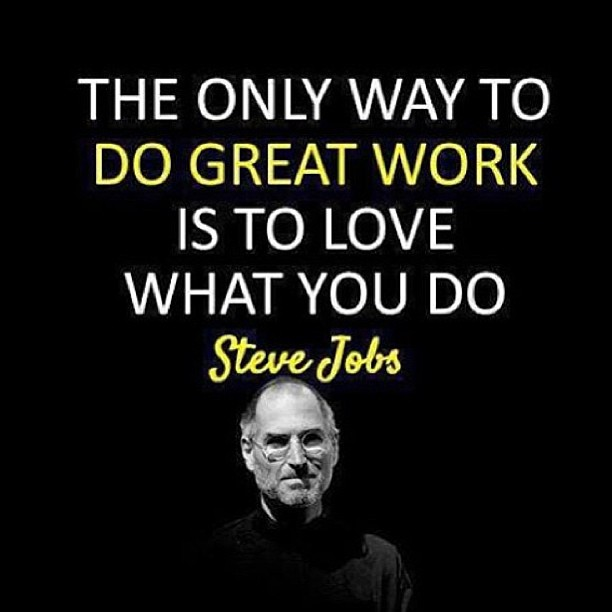 THE ONLY WAY TO
DO GREAT WORK
IS TO LOVE
WHAT YOU DO
Steve Jobs